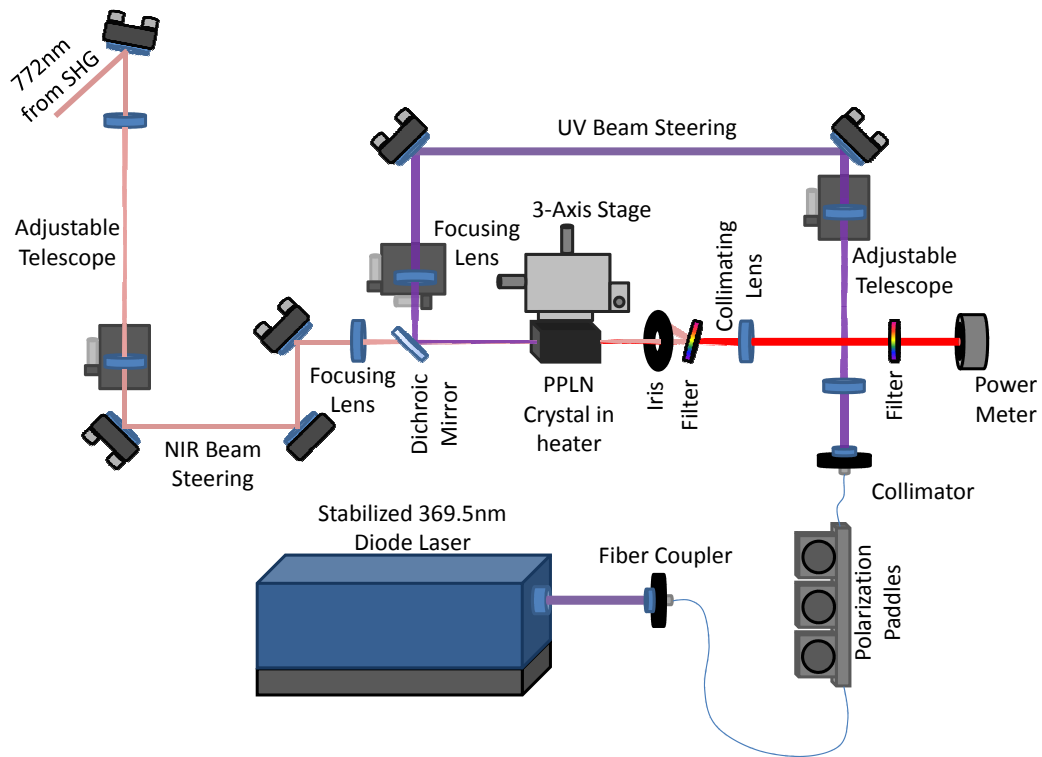 772nm
from SHG
UV Beam Steering
Adjustable
Telescope
Focusing
Lens
3-Axis Stage
Collimating
Lens
Adjustable
Telescope
Focusing
Lens
Dichroic
Mirror
PPLN
Crystal in
heater
Iris
Filter
Filter
Power
Meter
NIR Beam
Steering
Collimator
Stabilized 369.5nm
Diode Laser
Fiber Coupler
Polarization
Paddles